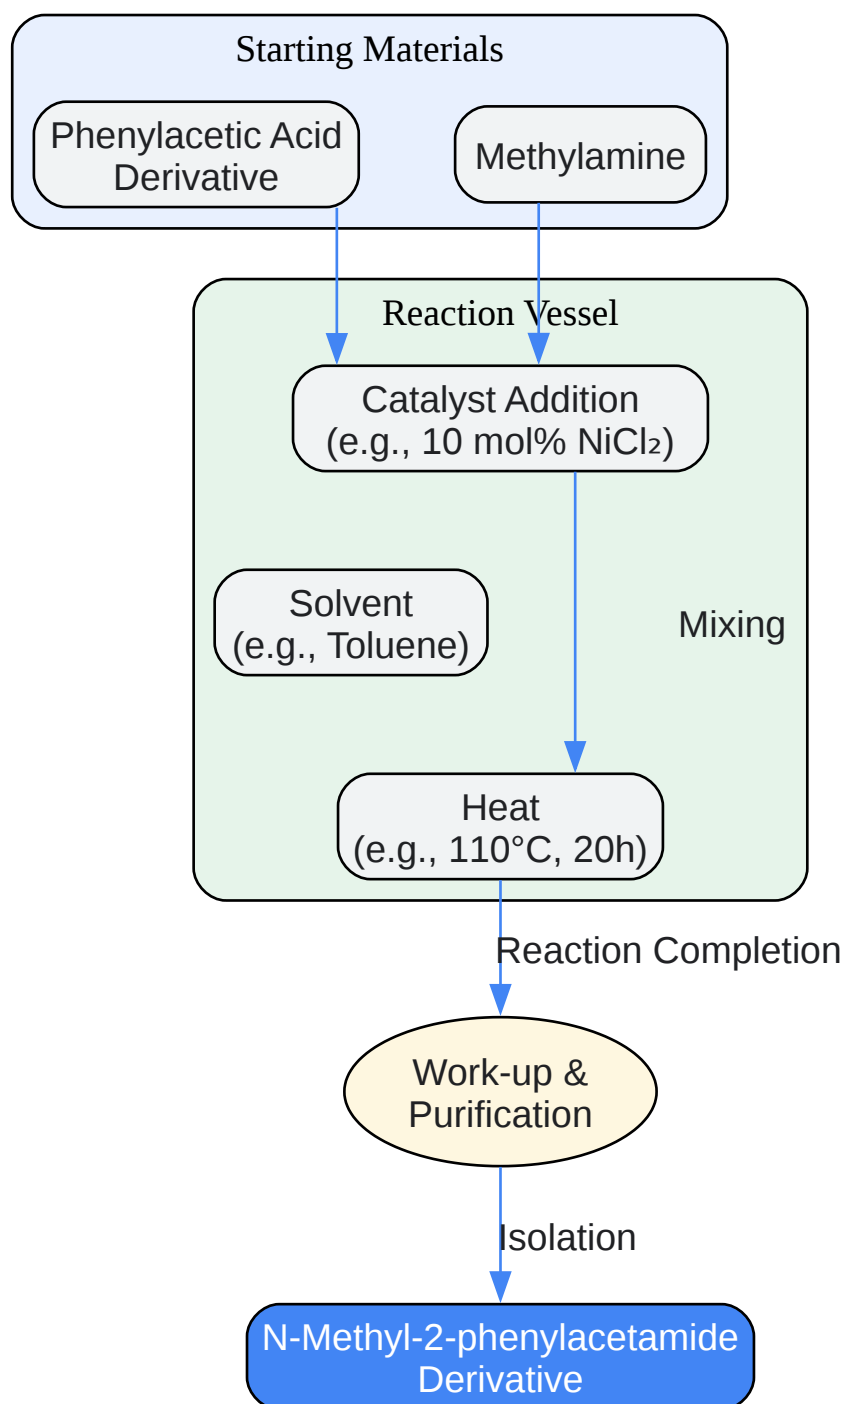 Starting Materials
Phenylacetic Acid
Derivative
Methylamine
Reaction Vessel
Catalyst Addition
(e.g., 10 mol% NiCl₂)
Solvent
(e.g., Toluene)
Mixing
Heat
(e.g., 110°C, 20h)
Reaction Completion
Work-up &
Purification
Isolation
N-Methyl-2-phenylacetamide
Derivative